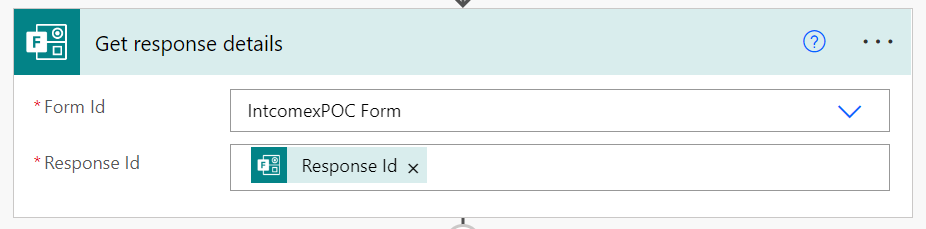 Get response details
* Form Id
IntcomexPOC Form
* Response Id
Response Id ×